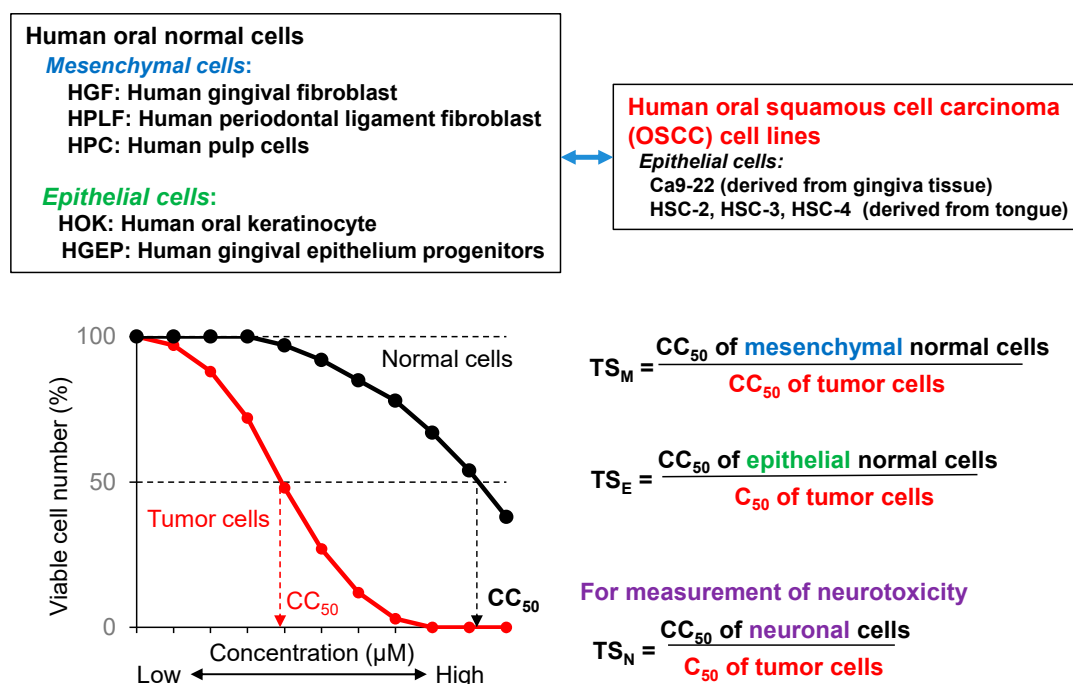 Human oral normal cells
Mesenchymal cells:
HGF: Human gingival fibroblast
HPLF: Human periodontal ligament fibroblast
HPC: Human pulp cells
Epithelial cells:
HOK: Human oral keratinocyte
HGEP: Human gingival epithelium progenitors
Human oral squamous cell carcinoma
(OSCC) cell lines
Epithelial cells:
Ca9-22 (derived from gingiva tissue)
HSC-2, HSC-3, HSC-4 (derived from tongue)
Viable cell number (%)
100
50
0
Normal cells
Tumor cells
CC50
CC50
Concentration (µM)
Low
High
TSM =
CC50 of mesenchymal normal cells
CC50 of tumor cells
TSE =
CC50 of epithelial normal cells
C50 of tumor cells
For measurement of neurotoxicity
TSN =
CC50 of neuronal cells
C50 of tumor cells